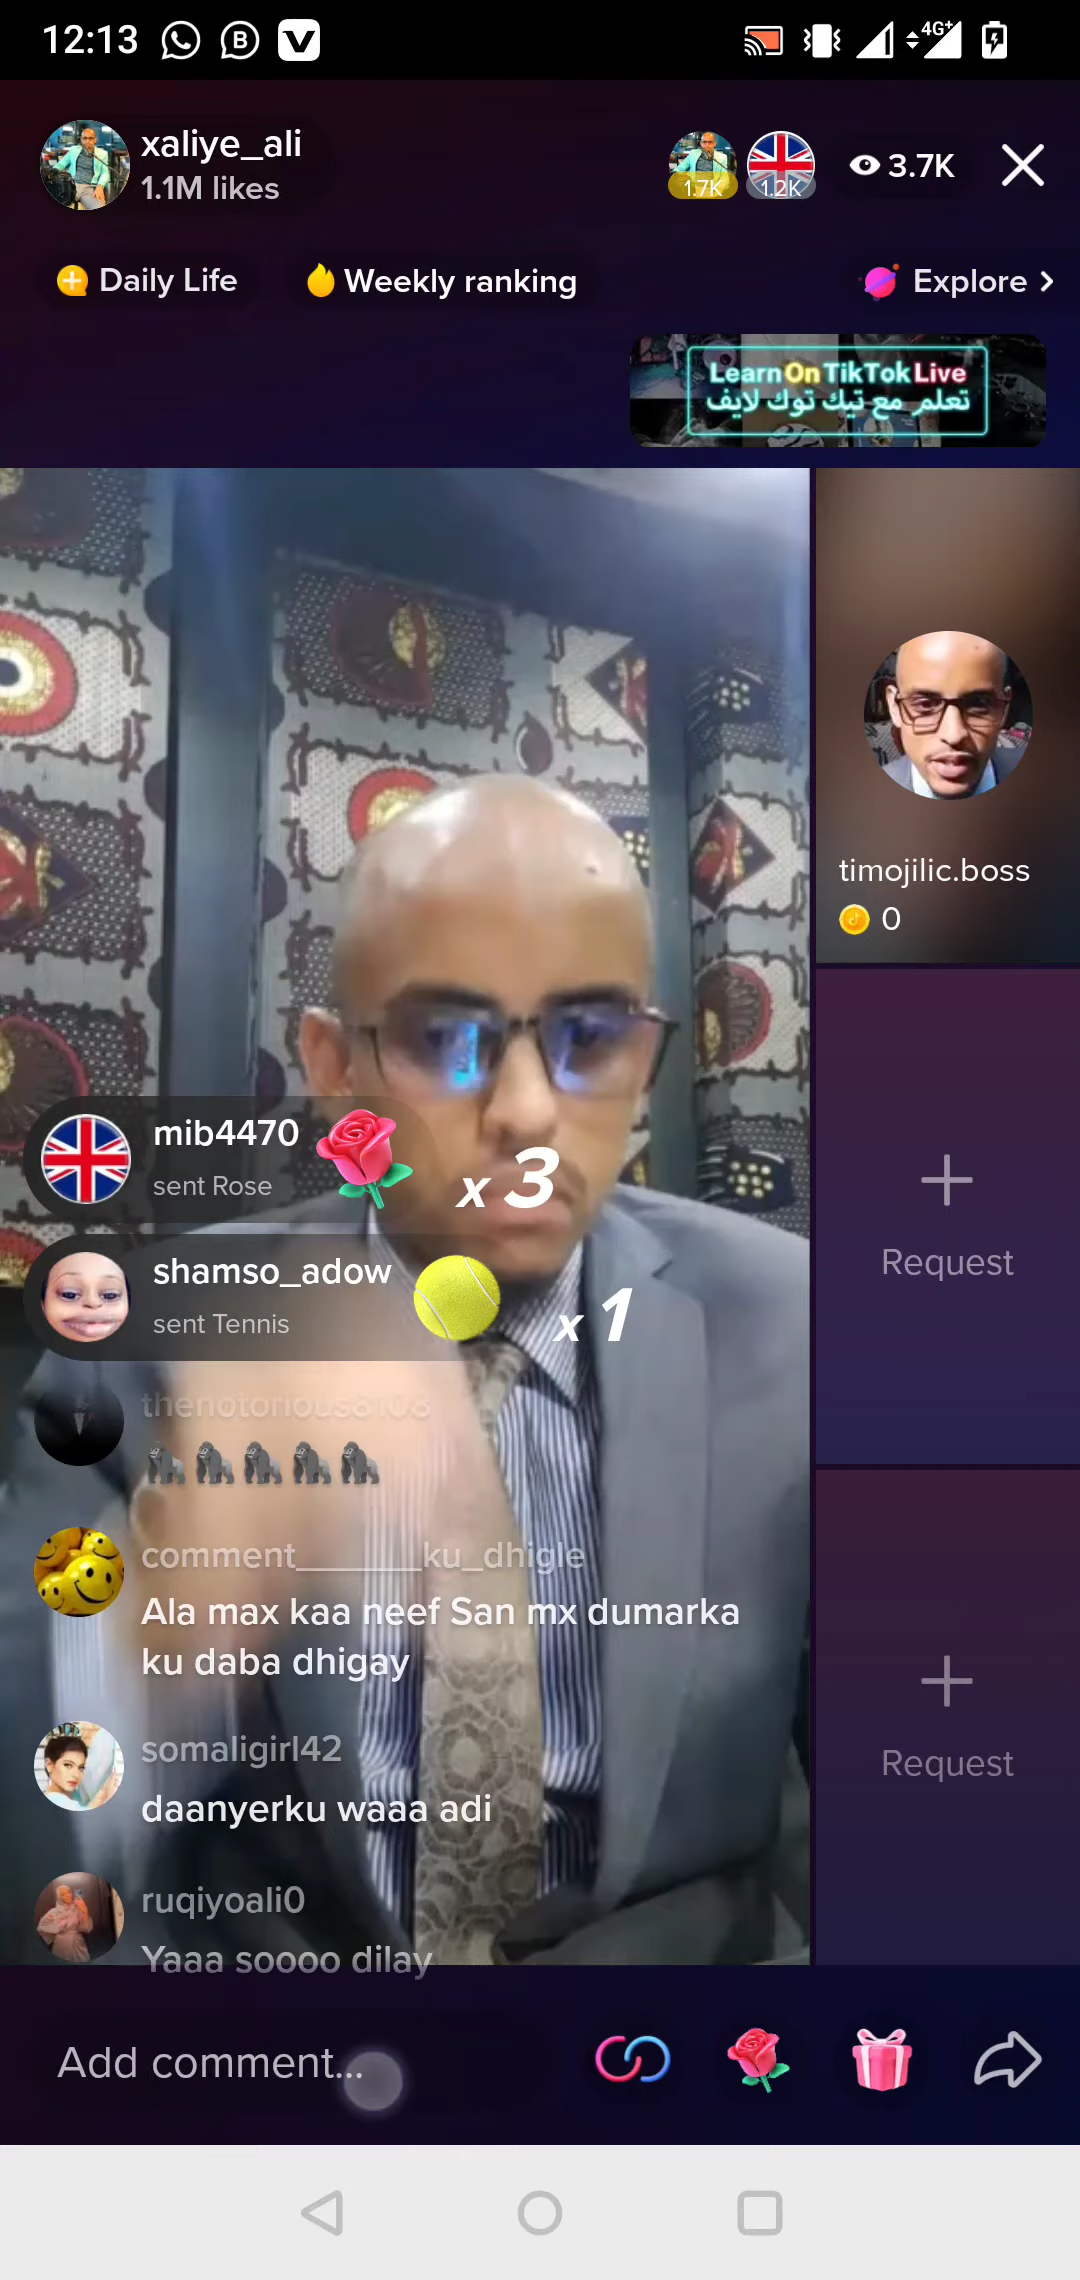 12:13
4G+
xaliye_ali
1.1M likes
1.7K
1.2K
3.7K
Daily Life
Weekly ranking
Explore
Learn On TikTok Live
تعلم مع تيك توك لايف
timojilic.boss
0
mib4470
sent Rose
x 3
shamso_adow
sent Tennis
x 1
thenotorious8108
comment______ku_dhigle
Ala max kaa neef San mx dumarka
ku daba dhigay
somaligirl42
daanyerku waaa adi
ruqiyoali0
Yaaa soooo dilay
Request
Request
Add comment...